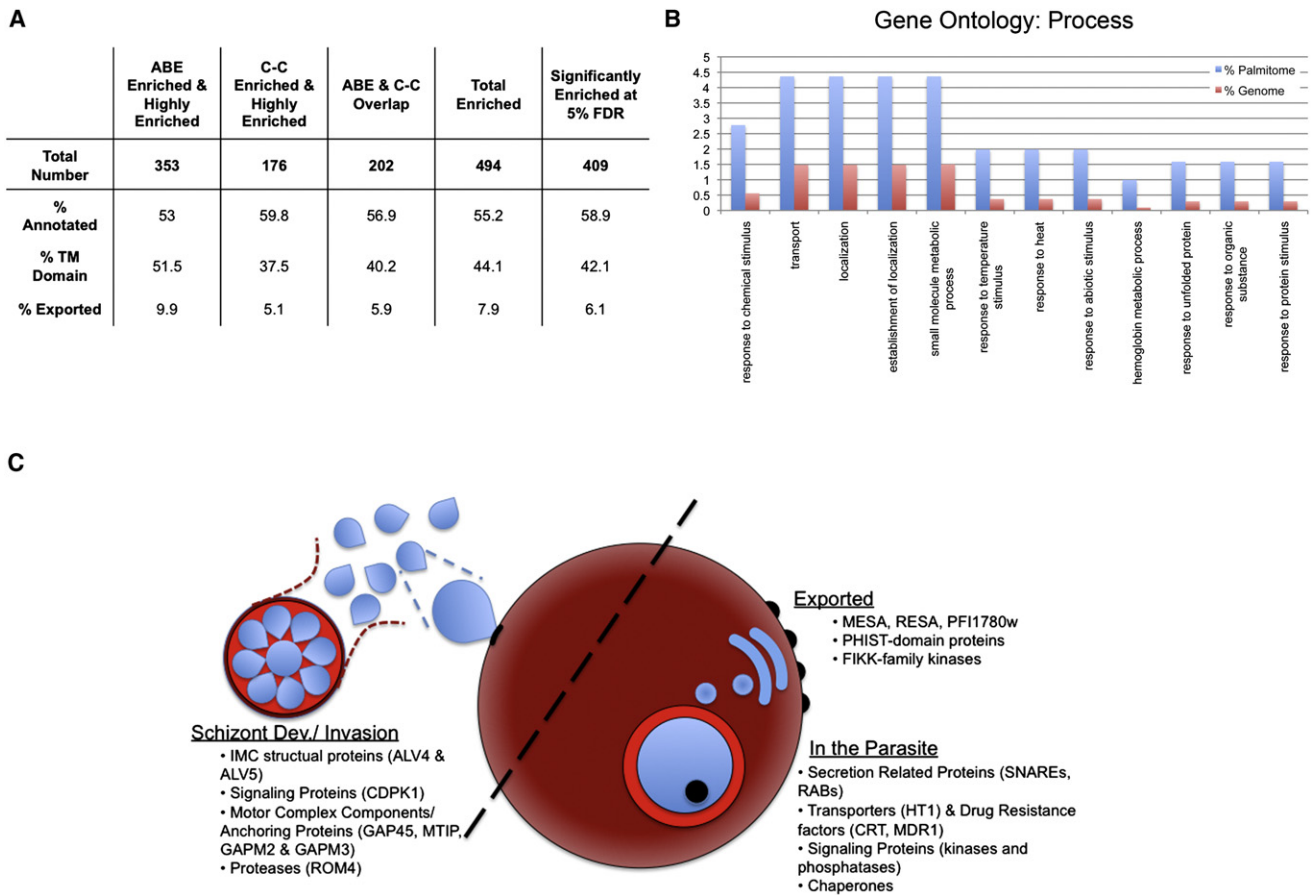 A
ABE Enriched & Highly Enriched
C-C Enriched & Highly Enriched
ABE & C-C Overlap
Total Enriched
Significantly Enriched at 5% FDR
Total Number 353 176 202 494 409
% Annotated 53 59.8 56.9 55.2 58.9
% TM Domain 51.5 37.5 40.2 44.1 42.1
% Exported 9.9 5.1 5.9 7.9 6.1
B
Gene Ontology: Process
5
4.5
4
3.5
3
2.5
2
1.5
1
0.5
0
% Palmitome
% Genome
response to chemical stimulus
transport
localization
establishment of localization
small molecule metabolic process
response to temperature stimulus
response to heat
response to abiotic stimulus
hemoglobin metabolic process
response to unfolded protein
response to organic substance
response to protein stimulus
C
Schizont Dev./ Invasion
• IMC structual proteins (ALV4 &
ALV5)
• Signaling Proteins (CDPK1)
• Motor Complex Components/
Anchoring Proteins (GAP45, MTIP,
GAPM2 & GAPM3)
• Proteases (ROM4)
Exported
• MESA, RESA, PFI1780w
• PHIST-domain proteins
• FIKK-family kinases
In the Parasite
• Secretion Related Proteins (SNAREs,
RABs)
• Transporters (HT1) & Drug Resistance
factors (CRT, MDR1)
• Signaling Proteins (kinases and
phosphatases)
• Chaperones